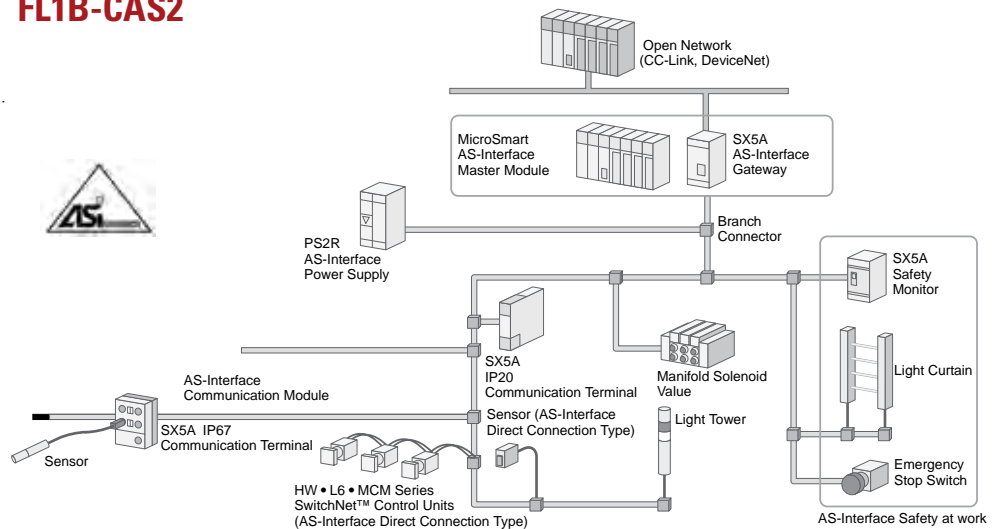 FL1B-CAS2
Open Network
(CC-Link, DeviceNet)
MicroSmart
AS-Interface
Master Module
SX5A
AS-Interface
Gateway
ASi
PS2R
AS-Interface
Power Supply
Branch
Connector
SX5A
Safety
Monitor
SX5A
IP20
Communication Terminal
Manifold Solenoid
Value
Light Curtain
AS-Interface
Communication Module
Sensor (AS-Interface
Direct Connection Type)
Light Tower
SX5A IP67
Communication Terminal
Sensor
HW • L6 • MCM Series
SwitchNet™ Control Units
(AS-Interface Direct Connection Type)
Emergency
Stop Switch
AS-Interface Safety at work